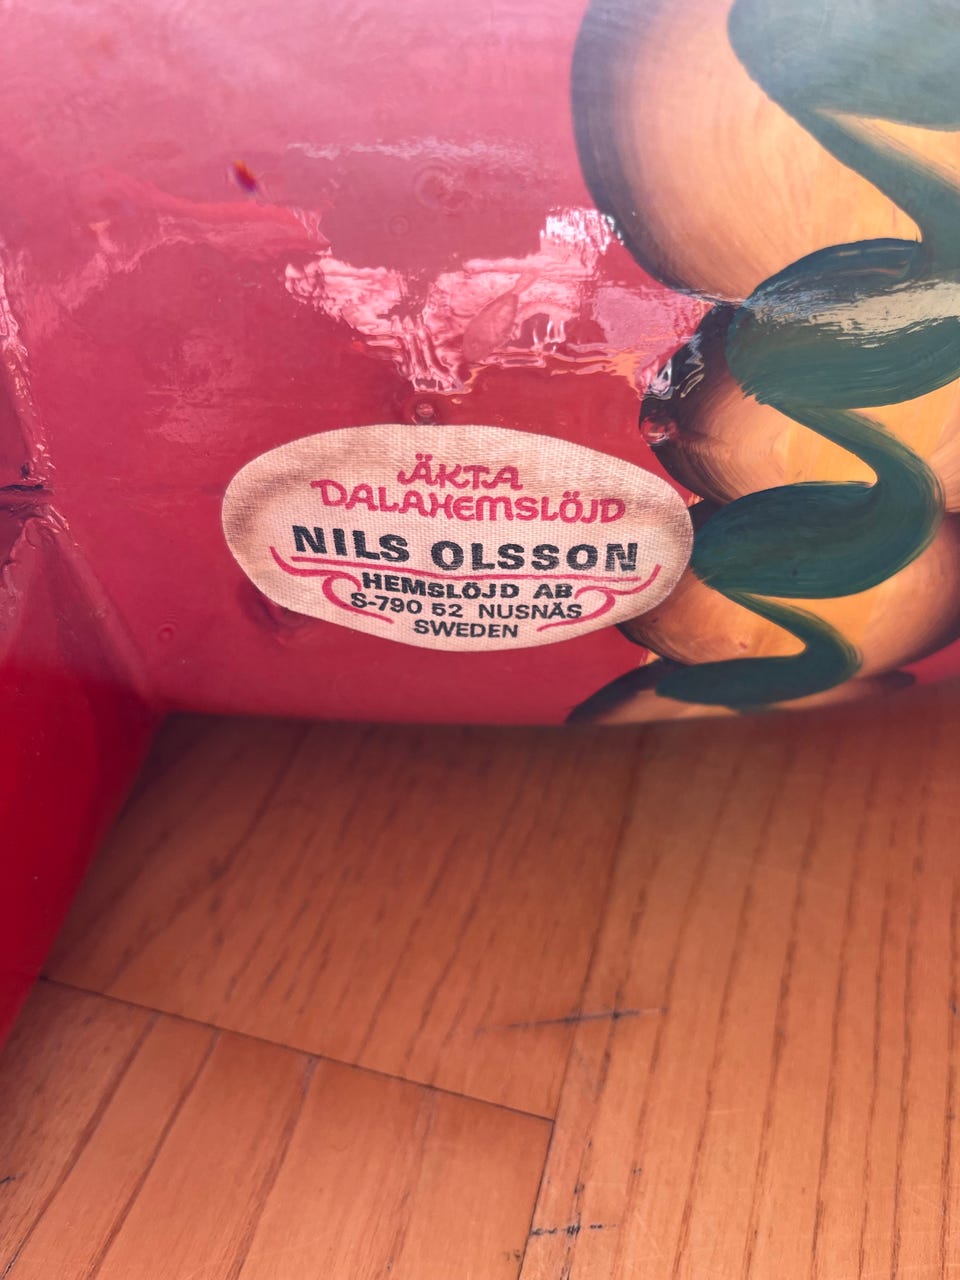 ÄKTA
DALAHEMSLÖJD
NILS OLSSON
HEMSLÖJD AB
S-790 52 NUSNÄS
SWEDEN